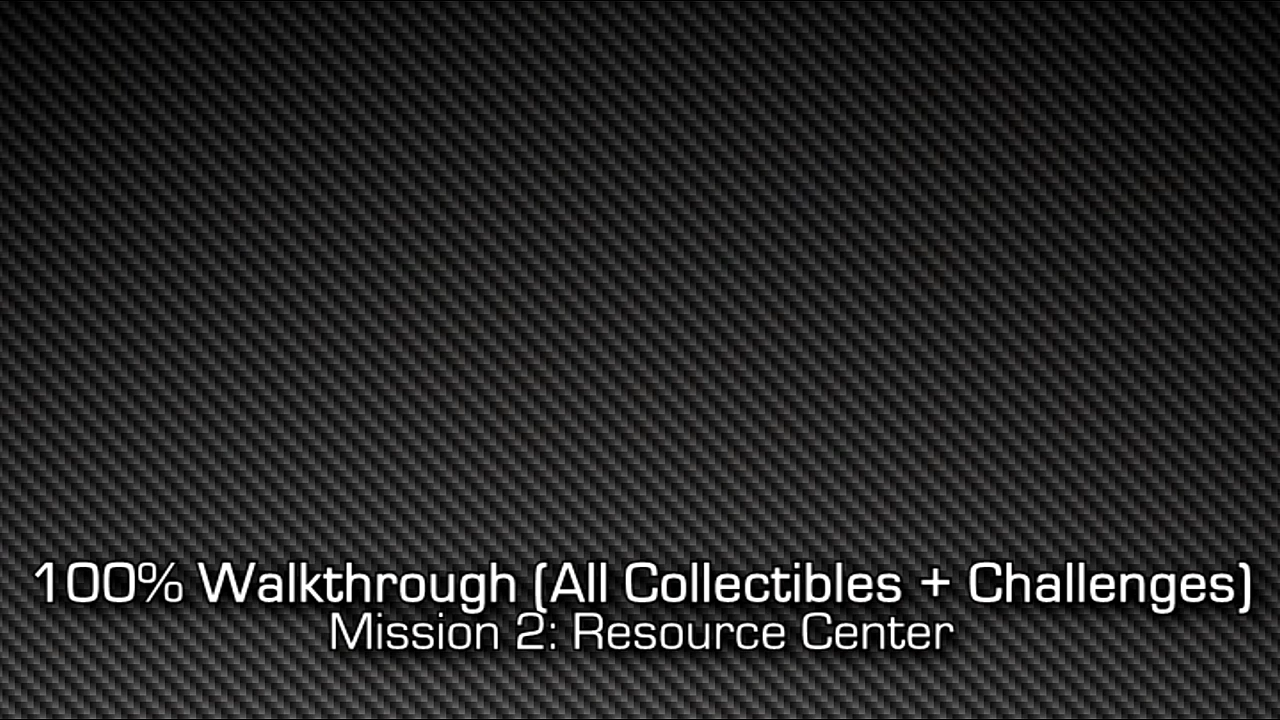 100% Walkthrough (All Collectibles + Challenges)
Mission 2: Resource Center